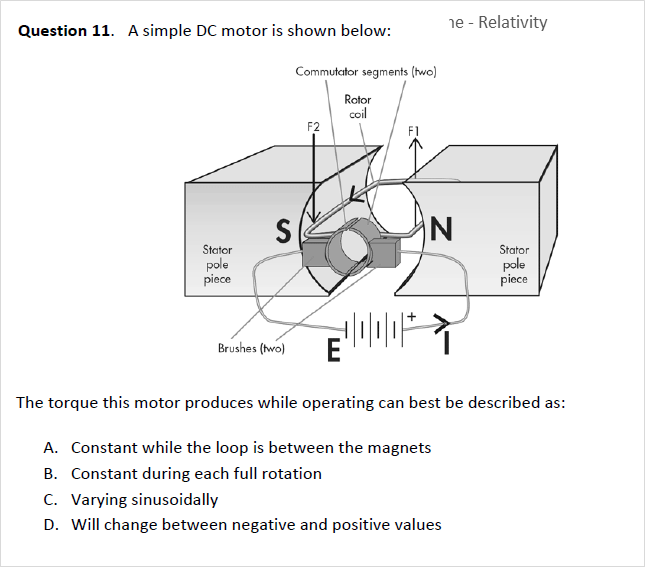 ne - Relativity
Question 11. A simple DC motor is shown below:
Commutator segments (two)
Rotor
coil
F2
F1
S
N
Stator
pole
piece
Stator
pole
piece
+
Brushes (two)
E
I
The torque this motor produces while operating can best be described as:
A. Constant while the loop is between the magnets
B. Constant during each full rotation
C. Varying sinusoidally
D. Will change between negative and positive values